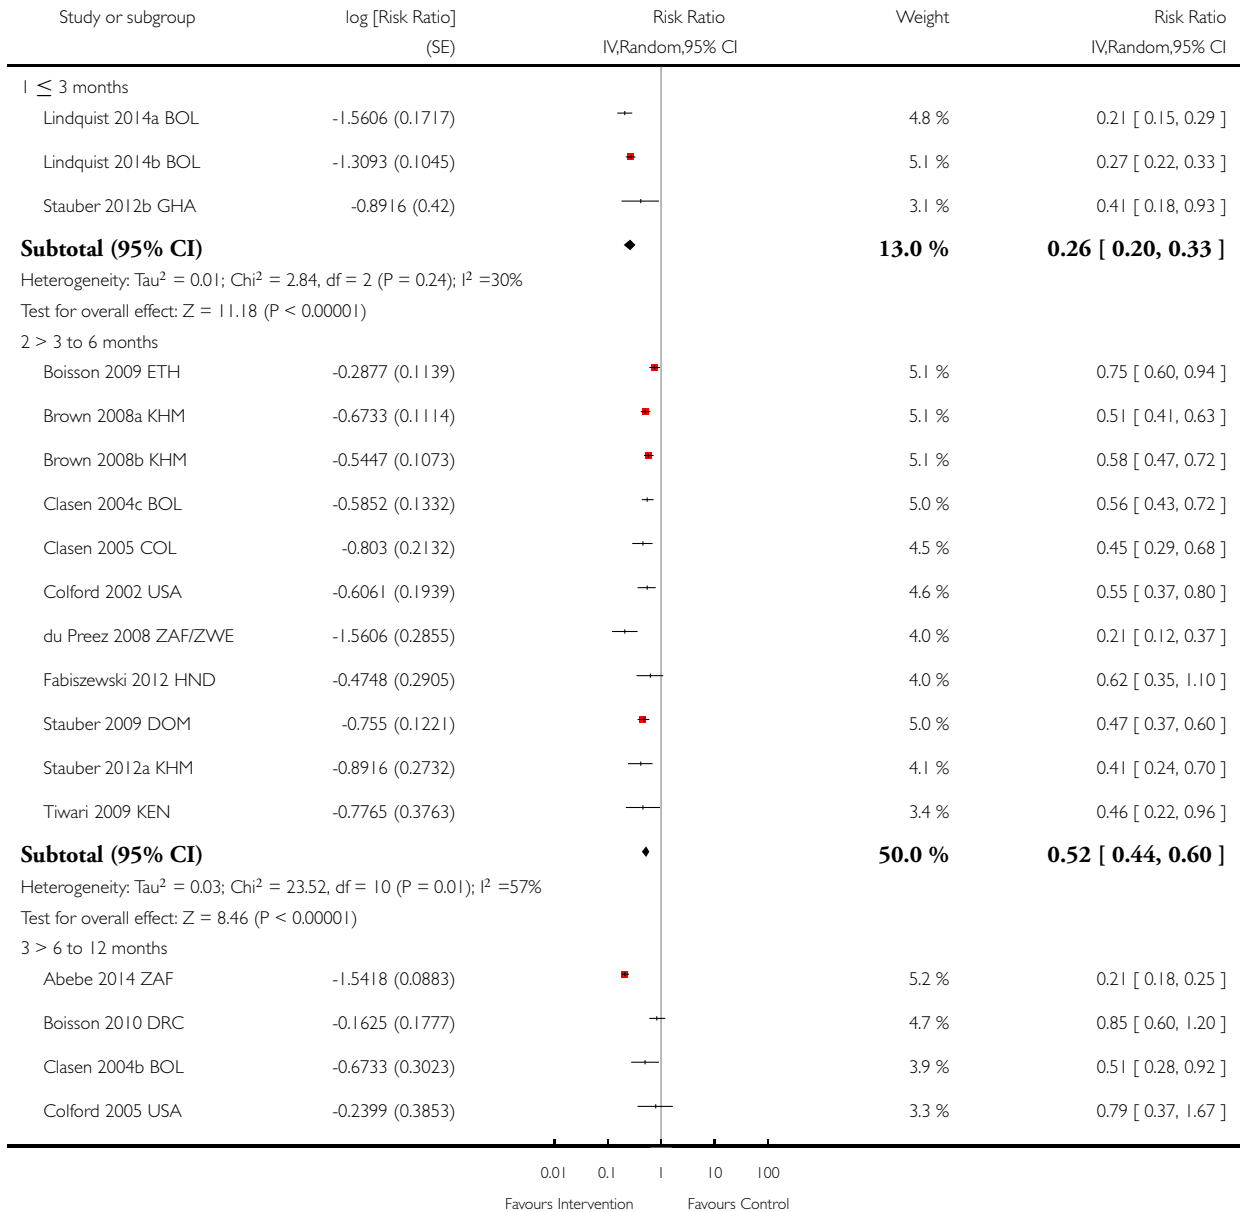 Study or subgroup log [Risk Ratio] Risk Ratio Weight Risk Ratio
(SE) IV,Random,95% CI IV,Random,95% CI
1 ≤ 3 months
Lindquist 2014a BOL -1.5606 (0.1717) 4.8 % 0.21 [ 0.15, 0.29 ]
Lindquist 2014b BOL -1.3093 (0.1045) 5.1 % 0.27 [ 0.22, 0.33 ]
Stauber 2012b GHA -0.8916 (0.42) 3.1 % 0.41 [ 0.18, 0.93 ]
Subtotal (95% CI) 13.0 % 0.26 [ 0.20, 0.33 ]
Heterogeneity: Tau² = 0.01; Chi² = 2.84, df = 2 (P = 0.24); I² =30%
Test for overall effect: Z = 11.18 (P < 0.00001)
2 > 3 to 6 months
Boisson 2009 ETH -0.2877 (0.1139) 5.1 % 0.75 [ 0.60, 0.94 ]
Brown 2008a KHM -0.6733 (0.1114) 5.1 % 0.51 [ 0.41, 0.63 ]
Brown 2008b KHM -0.5447 (0.1073) 5.1 % 0.58 [ 0.47, 0.72 ]
Clasen 2004c BOL -0.5852 (0.1332) 5.0 % 0.56 [ 0.43, 0.72 ]
Clasen 2005 COL -0.803 (0.2132) 4.5 % 0.45 [ 0.29, 0.68 ]
Colford 2002 USA -0.6061 (0.1939) 4.6 % 0.55 [ 0.37, 0.80 ]
du Preez 2008 ZAF/ZWE -1.5606 (0.2855) 4.0 % 0.21 [ 0.12, 0.37 ]
Fabiszewski 2012 HND -0.4748 (0.2905) 4.0 % 0.62 [ 0.35, 1.10 ]
Stauber 2009 DOM -0.755 (0.1221) 5.0 % 0.47 [ 0.37, 0.60 ]
Stauber 2012a KHM -0.8916 (0.2732) 4.1 % 0.41 [ 0.24, 0.70 ]
Tiwari 2009 KEN -0.7765 (0.3763) 3.4 % 0.46 [ 0.22, 0.96 ]
Subtotal (95% CI) 50.0 % 0.52 [ 0.44, 0.60 ]
Heterogeneity: Tau² = 0.03; Chi² = 23.52, df = 10 (P = 0.01); I² =57%
Test for overall effect: Z = 8.46 (P < 0.00001)
3 > 6 to 12 months
Abebe 2014 ZAF -1.5418 (0.0883) 5.2 % 0.21 [ 0.18, 0.25 ]
Boisson 2010 DRC -0.1625 (0.1777) 4.7 % 0.85 [ 0.60, 1.20 ]
Clasen 2004b BOL -0.6733 (0.3023) 3.9 % 0.51 [ 0.28, 0.92 ]
Colford 2005 USA -0.2399 (0.3853) 3.3 % 0.79 [ 0.37, 1.67 ]
0.01 0.1 1 10 100
Favours Intervention Favours Control